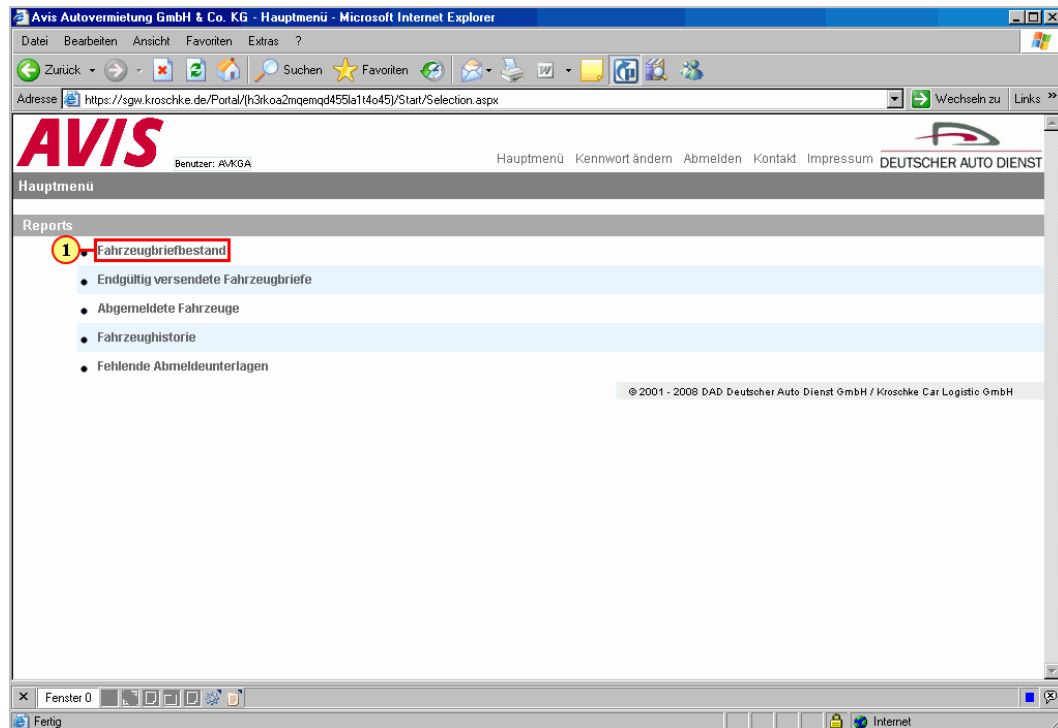 Avis Autovermietung GmbH & Co. KG - Hauptmenü - Microsoft Internet Explorer
Datei Bearbeiten Ansicht Favoriten Extras ?
Zurück Suchen Favoriten
Adresse https://sgw.kroschke.de/Portal/(h3rkoa2mqemqd455la1t4o45)/Start/Selection.aspx Wechseln zu Links »
AVIS Benutzer: AVKGA Hauptmenü Kennwort ändern Abmelden Kontakt Impressum DEUTSCHER AUTO DIENST
Hauptmenü
Reports
1 Fahrzeugbriefbestand
Endgültig versendete Fahrzeugbriefe
Abgemeldete Fahrzeuge
Fahrzeughistorie
Fehlende Abmeldeunterlagen
© 2001 - 2008 DAD Deutscher Auto Dienst GmbH / Kroschke Car Logistic GmbH
Fenster 0
Fertig Internet